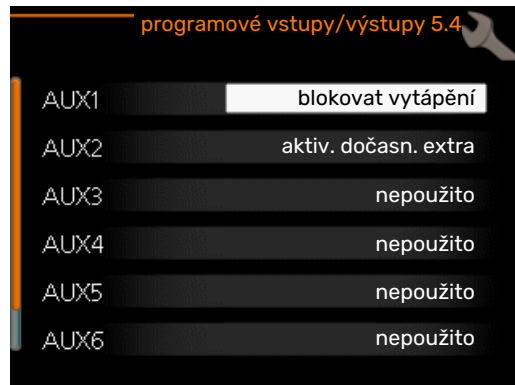 programové vstupy/výstupy 5.4
AUX1 blokovat vytápění
AUX2 aktiv. dočasn. extra
AUX3 nepoužito
AUX4 nepoužito
AUX5 nepoužito
AUX6 nepoužito